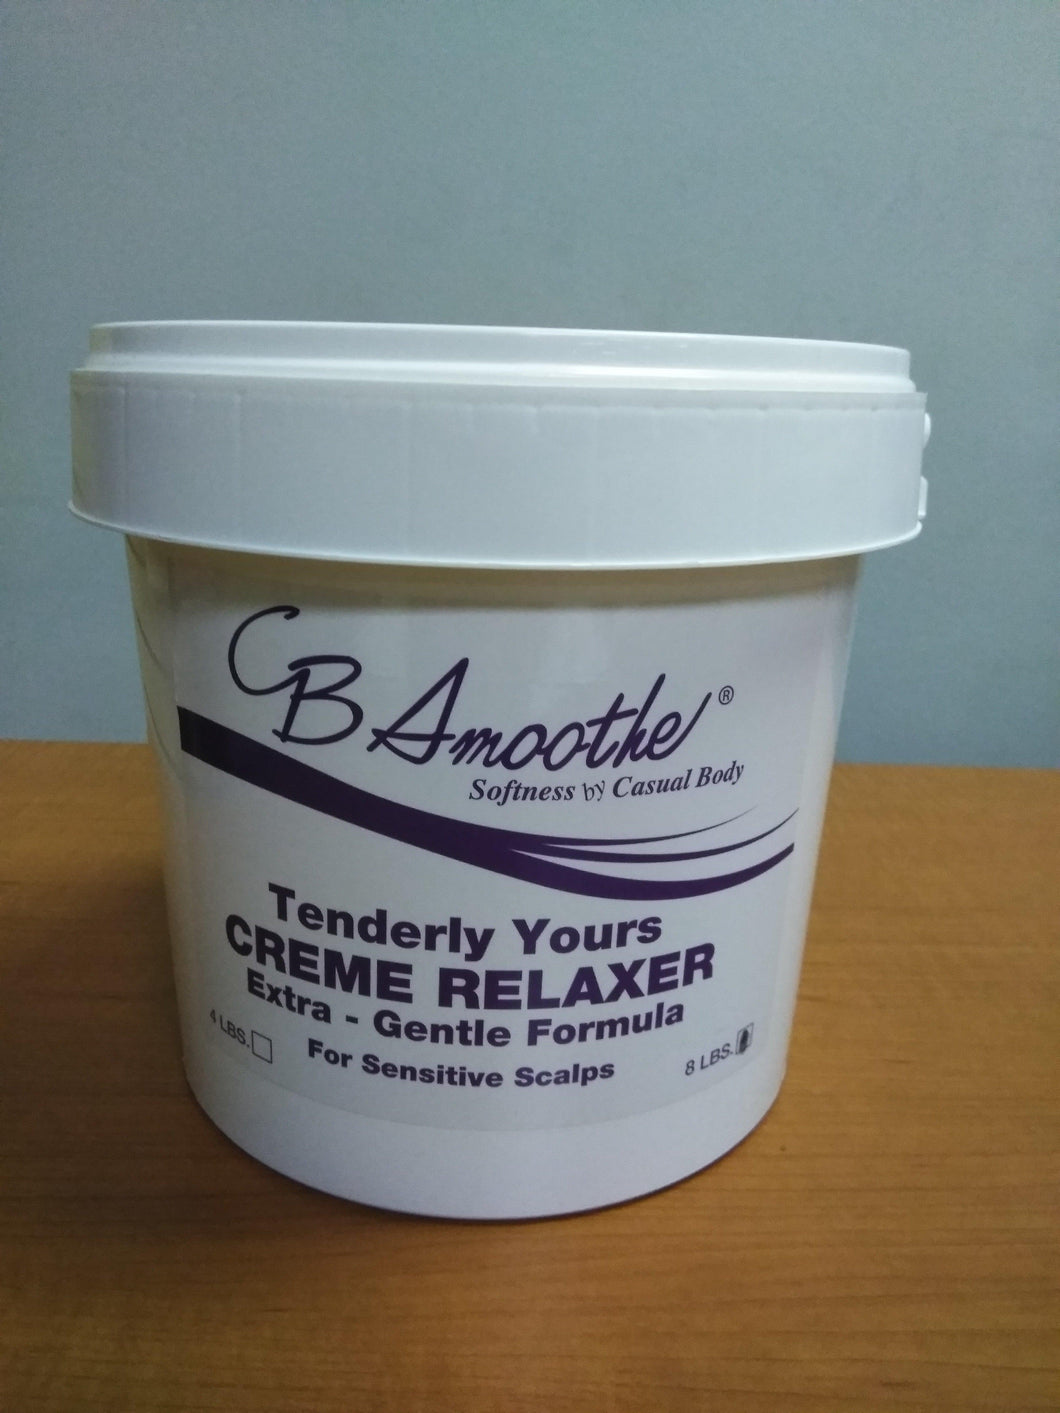 CB Smoothe®
Softness by Casual Body
Tenderly Yours
CREME RELAXER
Extra - Gentle Formula
For Sensitive Scalps
4 LBS.
8 LBS.